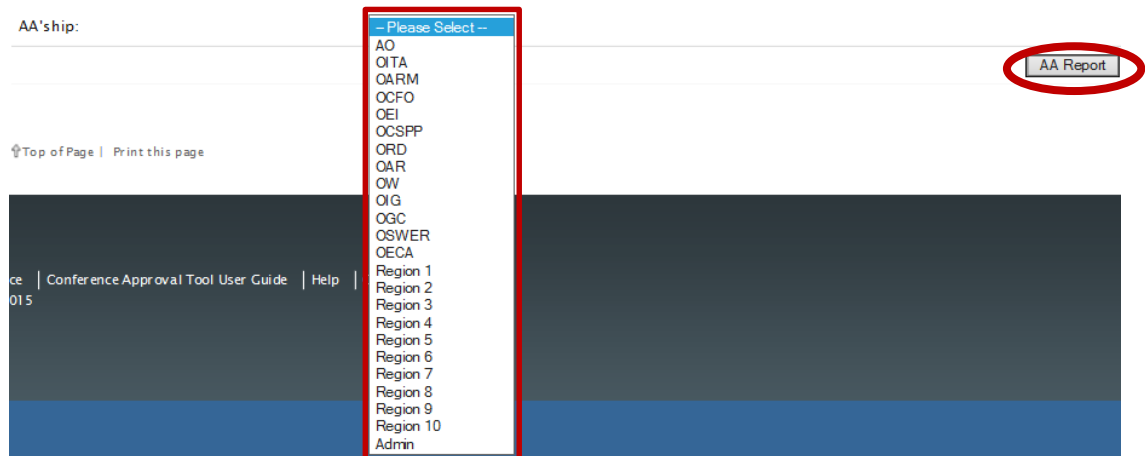 AA'ship:
-- Please Select --
AO
OITA
OARM
OCFO
OEI
OCSPP
ORD
OAR
OW
OIG
OGC
OSWER
OECA
Region 1
Region 2
Region 3
Region 4
Region 5
Region 6
Region 7
Region 8
Region 9
Region 10
Admin
AA Report
Top of Page | Print this page
ce | Conference Approval Tool User Guide | Help |
015